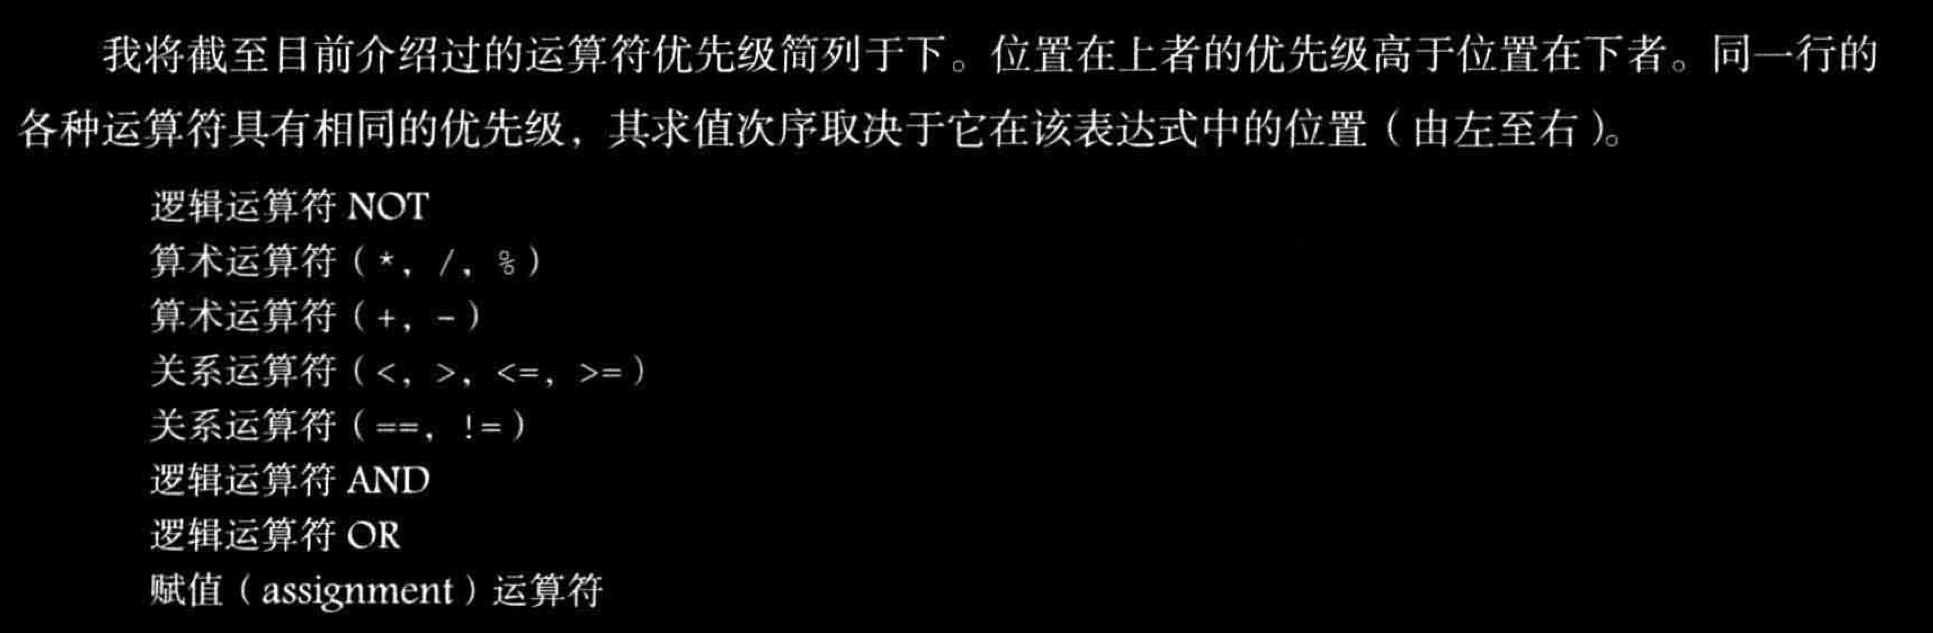 我将截至目前介绍过的运算符优先级简列于下。位置在上者的优先级高于位置在下者。同一行的
各种运算符具有相同的优先级，其求值次序取决于它在该表达式中的位置（由左至右）。
逻辑运算符 NOT
算术运算符（*，/，%）
算术运算符（+，-）
关系运算符（<，>，<=，>=）
关系运算符（==，!=）
逻辑运算符 AND
逻辑运算符 OR
赋值（assignment）运算符